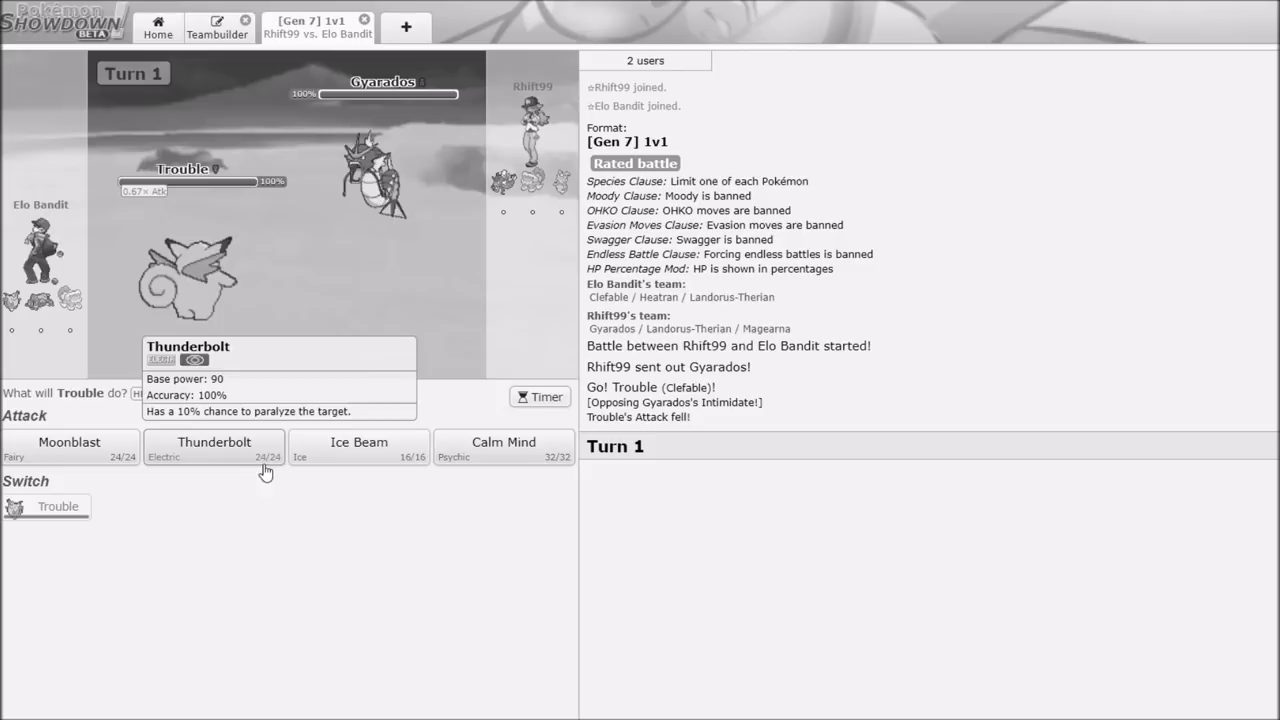 Pokémon
SHOWDOWN!
BETA
Home
Teambuilder
[Gen 7] 1v1
Rhift99 vs. Elo Bandit
+
Turn 1
Gyarados
100%
Rhift99
Trouble
100%
0.67× Atk
Elo Bandit
Thunderbolt
ELECTR
Base power: 90
Accuracy: 100%
Has a 10% chance to paralyze the target.
What will Trouble do?
Timer
Attack
Moonblast
Fairy 24/24
Thunderbolt
Electric 24/24
Ice Beam
Ice 16/16
Calm Mind
Psychic 32/32
Switch
Trouble
2 users
☆Rhift99 joined.
☆Elo Bandit joined.
Format:
[Gen 7] 1v1
Rated battle
Species Clause: Limit one of each Pokémon
Moody Clause: Moody is banned
OHKO Clause: OHKO moves are banned
Evasion Moves Clause: Evasion moves are banned
Swagger Clause: Swagger is banned
Endless Battle Clause: Forcing endless battles is banned
HP Percentage Mod: HP is shown in percentages
Elo Bandit's team:
Clefable / Heatran / Landorus-Therian
Rhift99's team:
Gyarados / Landorus-Therian / Magearna
Battle between Rhift99 and Elo Bandit started!
Rhift99 sent out Gyarados!
Go! Trouble (Clefable)!
[Opposing Gyarados's Intimidate!]
Trouble's Attack fell!
Turn 1